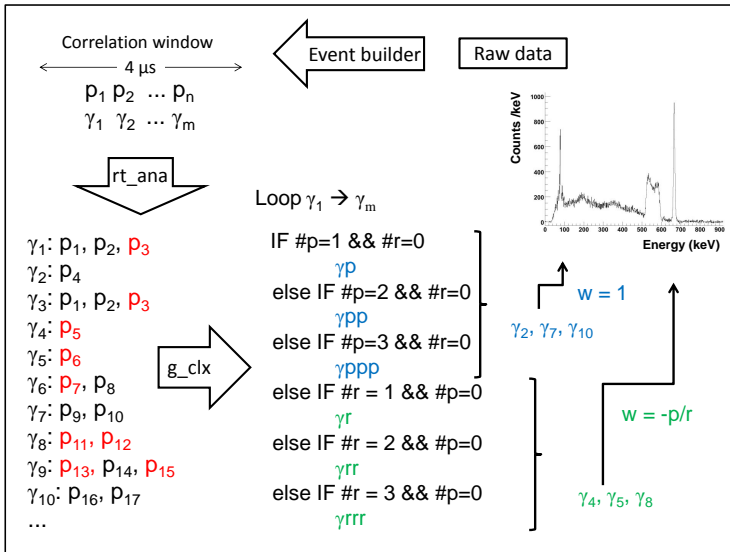 Correlation window
4 μs
p₁ p₂ ... pₙ
γ₁ γ₂ ... γₘ
Event builder
Raw data
rt_ana
Counts /keV
1000
800
600
400
200
0
0 100 200 300 400 500 600 700 800 900
Energy (keV)
Loop γ₁ → γₘ
γ₁: p₁, p₂, p₃
γ₂: p₄
γ₃: p₁, p₂, p₃
γ₄: p₅
γ₅: p₆
γ₆: p₇, p₈
γ₇: p₉, p₁₀
γ₈: p₁₁, p₁₂
γ₉: p₁₃, p₁₄, p₁₅
γ₁₀: p₁₆, p₁₇
...
g_clx
IF #p=1 && #r=0
γp
else IF #p=2 && #r=0
γpp
else IF #p=3 && #r=0
γppp
else IF #r = 1 && #p=0
γr
else IF #r = 2 && #p=0
γrr
else IF #r = 3 && #p=0
γrrr
w = 1
γ₂, γ₇, γ₁₀
w = -p/r
γ₄, γ₅, γ₈